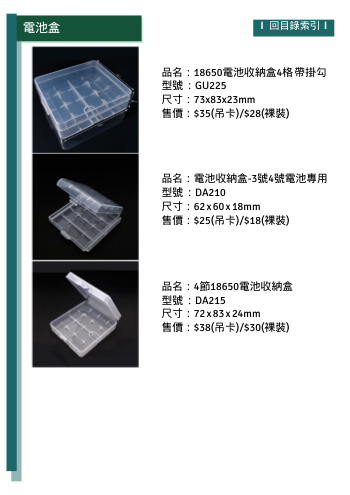 電池盒
I 回目錄索引 I
品名：18650電池收納盒4格帶掛勾
型號：GU225
尺寸：73x83x23mm
售價：$35(吊卡)/$28(裸裝)
品名：電池收納盒-3號4號電池專用
型號：DA210
尺寸：62x60x18mm
售價：$25(吊卡)/$18(裸裝)
品名：4節18650電池收納盒
型號：DA215
尺寸：72x83x24mm
售價：$38(吊卡)/$30(裸裝)